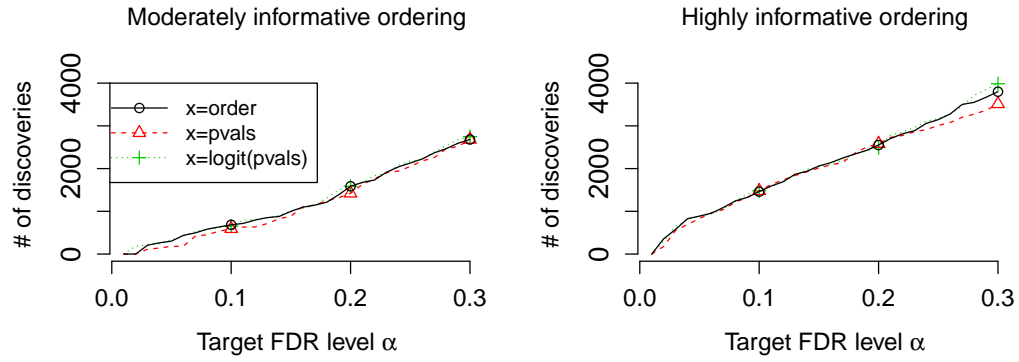 Moderately informative ordering
# of discoveries
4000
2000
0
x=order
x=pvals
x=logit(pvals)
0.0 0.1 0.2 0.3
Target FDR level α
Highly informative ordering
# of discoveries
4000
2000
0
0.0 0.1 0.2 0.3
Target FDR level α